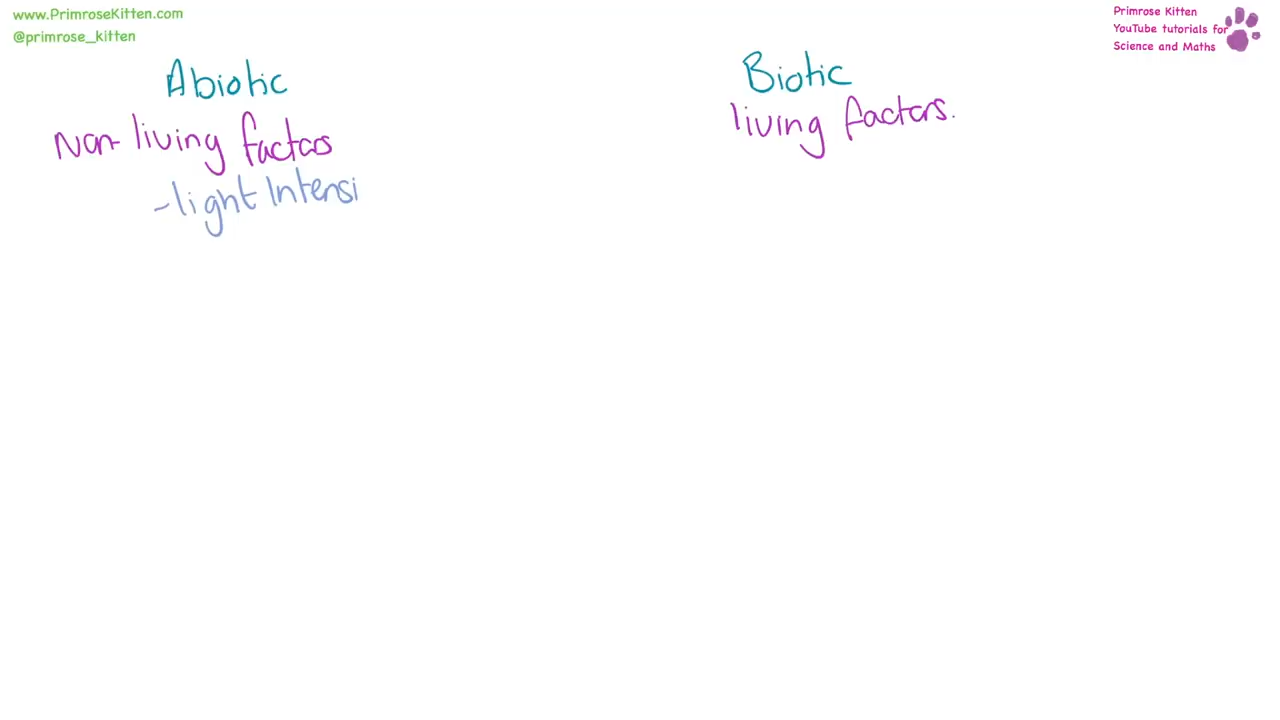 www.PrimroseKitten.com
@primrose_kitten
Primrose Kitten
YouTube tutorials for
Science and Maths
Abiotic
Non-living factors
-light Intensi
Biotic
living factors.